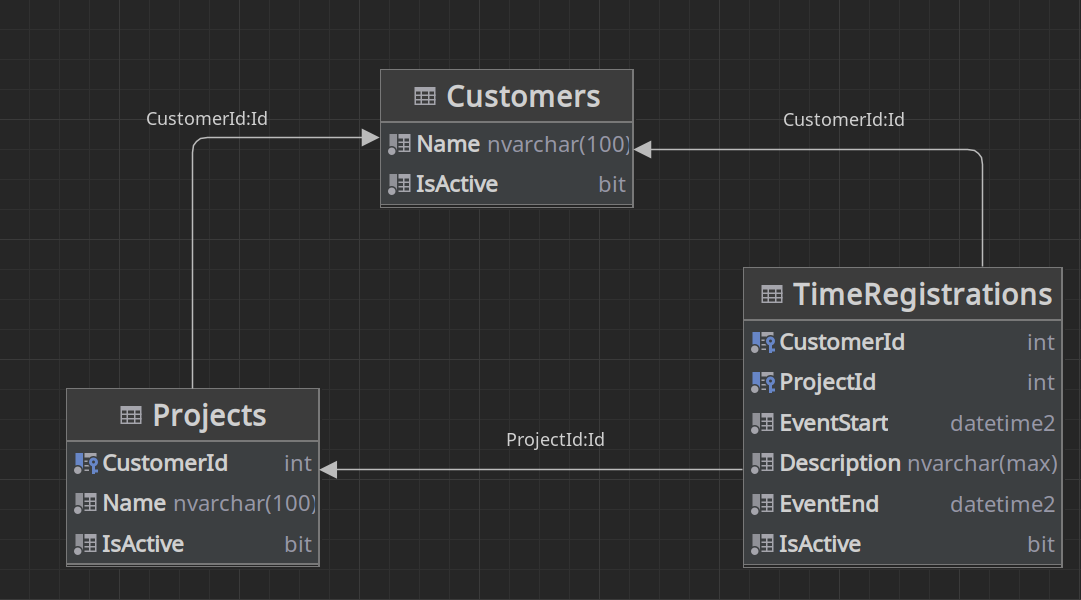 Customers
CustomerId:Id
CustomerId:Id
Name nvarchar(100)
IsActive bit
TimeRegistrations
CustomerId int
ProjectId int
EventStart datetime2
Description nvarchar(max)
EventEnd datetime2
IsActive bit
Projects
CustomerId int
Name nvarchar(100)
IsActive bit
ProjectId:Id